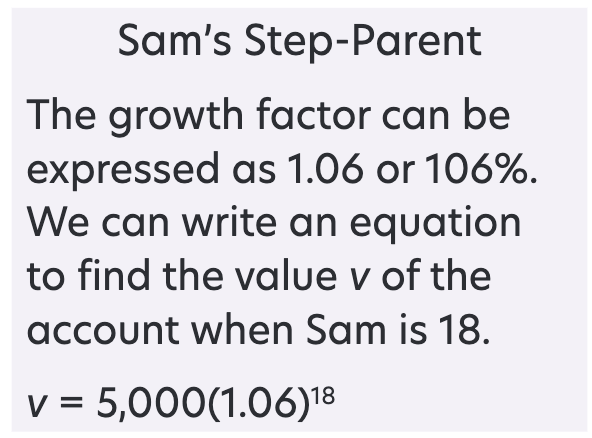 Sam’s Step-Parent
The growth factor can be
expressed as 1.06 or 106%.
We can write an equation
to find the value v of the
account when Sam is 18.
v = 5,000(1.06)¹⁸